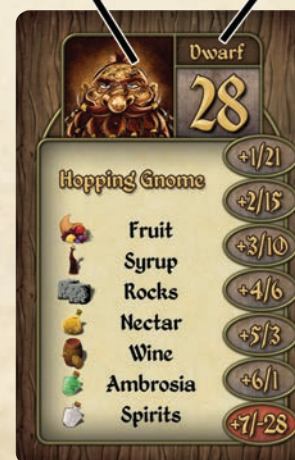 Dwarf
28
Hopping Gnome
+1/21
+2/15
Fruit
+3/10
Syrup
Rocks
+4/6
Nectar
+5/3
Wine
Ambrosia
+6/1
Spirits
+7/-28